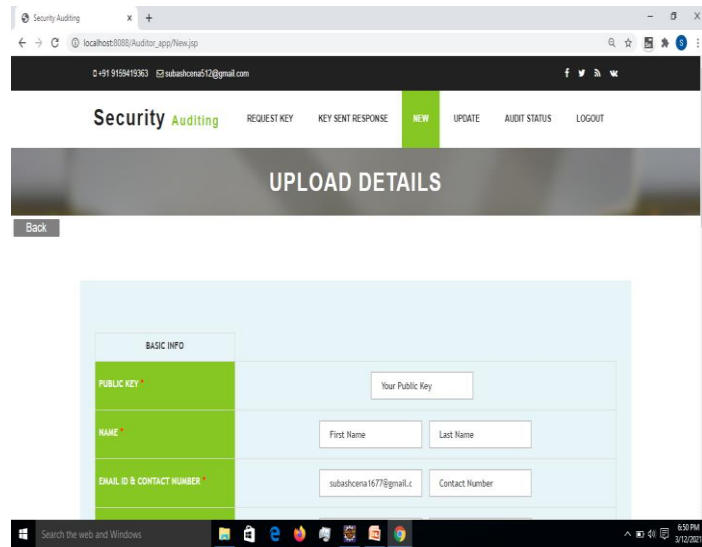 Security Auditing
localhost:8088/Auditor_app/New.jsp
S
+91 9159419363 subashcena512@gmail.com
Security Auditing REQUEST KEY KEY SENT RESPONSE NEW UPDATE AUDIT STATUS LOGOUT
UPLOAD DETAILS
Back
BASIC INFO
PUBLIC KEY * Your Public Key
NAME * First Name Last Name
EMAIL ID & CONTACT NUMBER * subashcena1677@gmail.c Contact Number
Search the web and Windows
6:50 PM
3/12/2021